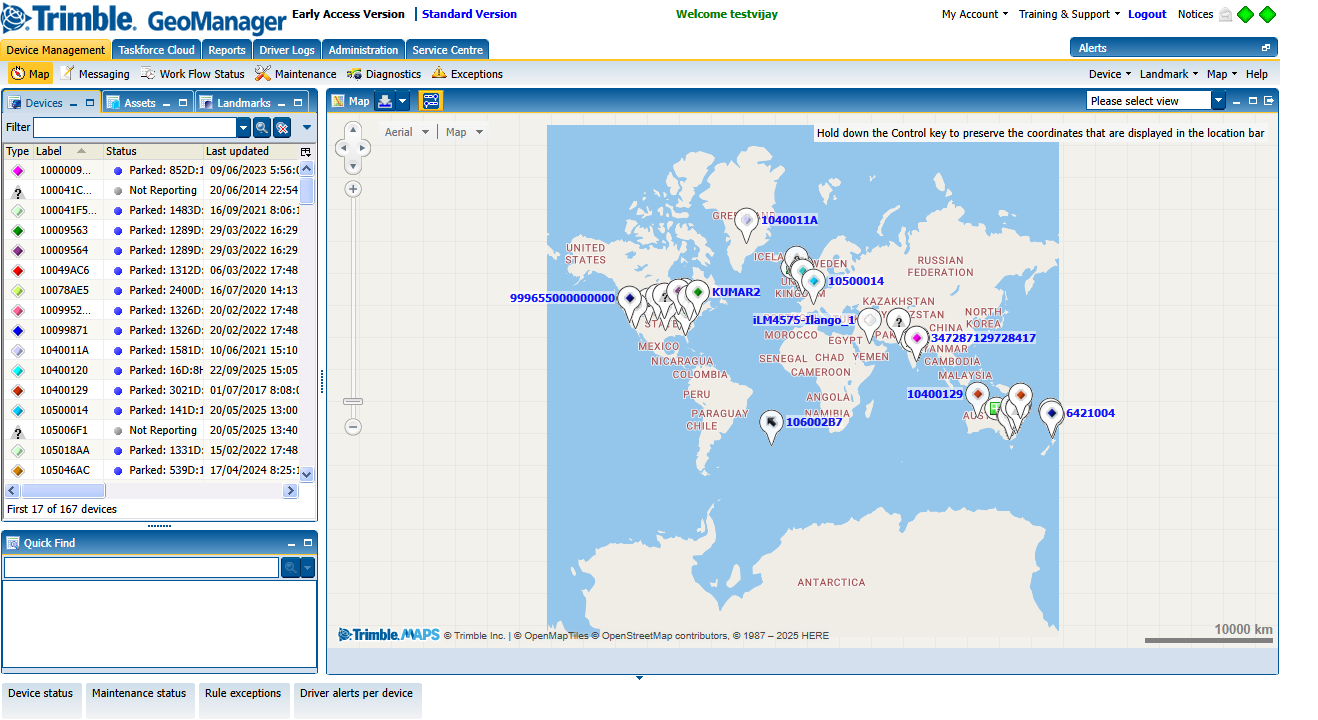 Trimble. GeoManager Early Access Version | Standard Version Welcome testvijay My Account Training & Support Logout Notices
Device Management Taskforce Cloud Reports Driver Logs Administration Service Centre Alerts
Map Messaging Work Flow Status Maintenance Diagnostics Exceptions Device Landmark Map Help
Devices Assets Landmarks
Map Please select view
Filter
Type Label Status Last updated
1000009... Parked: 852D:1 09/06/2023 5:56:0
100041C... Not Reporting 20/06/2014 22:54
100041F5... Parked: 1483D: 16/09/2021 8:06:1
10009563 Parked: 1289D: 29/03/2022 16:29
10009564 Parked: 1289D: 29/03/2022 16:29
10049AC6 Parked: 1312D: 06/03/2022 17:48
10078AE5 Parked: 2400D: 16/07/2020 14:13
1009952... Parked: 1326D: 20/02/2022 17:48
10099871 Parked: 1326D: 20/02/2022 17:48
1040011A Parked: 1581D: 10/06/2021 15:10
10400120 Parked: 16D:8H 22/09/2025 15:05
10400129 Parked: 3021D: 01/07/2017 8:08:0
10500014 Parked: 141D:1 20/05/2025 13:00
105006F1 Not Reporting 20/05/2025 13:40
105018AA Parked: 1331D: 15/02/2022 17:48
105046AC Parked: 539D:1 17/04/2024 8:25:1
First 17 of 167 devices
Quick Find
Aerial | Map
Hold down the Control key to preserve the coordinates that are displayed in the location bar
1040011A
UNITED
STATES
RUSSIAN
FEDERATION
10500014
999655000000000
KUMAR2
KAZAKHSTAN
NORTH
KOREA
iLM4575-Ilango_1
CHINA
MOROCCO
EGYPT
347287129728417
MEXICO
SENEGAL CHAD YEMEN
NICARAGUA
CAMBODIA
COLOMBIA
CAMEROON
MALAYSIA
PERU
ANGOLA
10400129
PARAGUAY
NAMIBIA
6421004
CHILE
106002B7
ANTARCTICA
Trimble. MAPS © Trimble Inc. | © OpenMapTiles © OpenStreetMap contributors, © 1987 – 2025 HERE
10000 km
Device status Maintenance status Rule exceptions Driver alerts per device